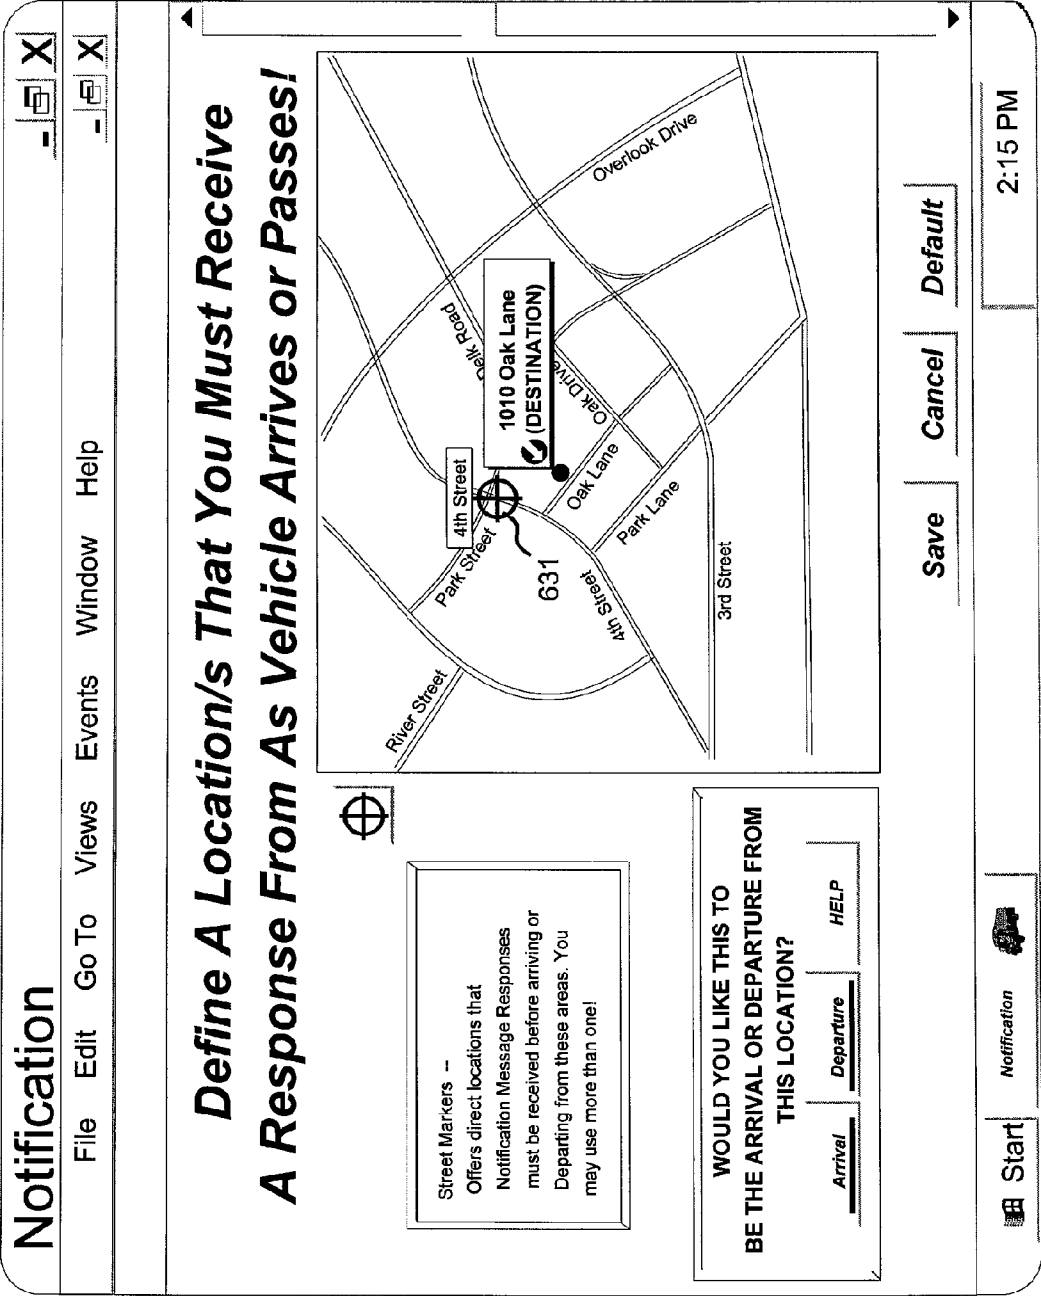 Notification
File Edit Go To Views Events Window Help
Define A Location/s That You Must Receive
A Response From As Vehicle Arrives or Passes!
Street Markers --
Offers direct locations that
Notification Message Responses
must be received before arriving or
Departing from these areas. You
may use more than one!
WOULD YOU LIKE THIS TO
BE THE ARRIVAL OR DEPARTURE FROM
THIS LOCATION?
Arrival Departure HELP
River Street
Park Street
4th Street
631
4th Street
1010 Oak Lane
(DESTINATION)
Oak Drive
Oak Lane
Park Lane
3rd Street
Overlook Drive
Road
Save Cancel Default
Start Notification 2:15 PM